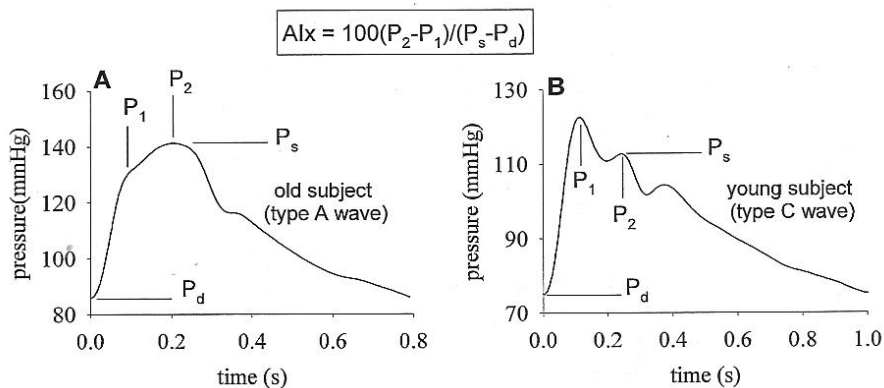 AIx = 100(P2-P1)/(Ps-Pd)
A
160
140
120
100
80
pressure(mmHg)
P1
P2
Ps
old subject
(type A wave)
Pd
0.0 0.2 0.4 0.6 0.8
time (s)
B
130
110
90
70
pressure (mmHg)
Ps
P1
P2
young subject
(type C wave)
Pd
0.0 0.2 0.4 0.6 0.8 1.0
time (s)